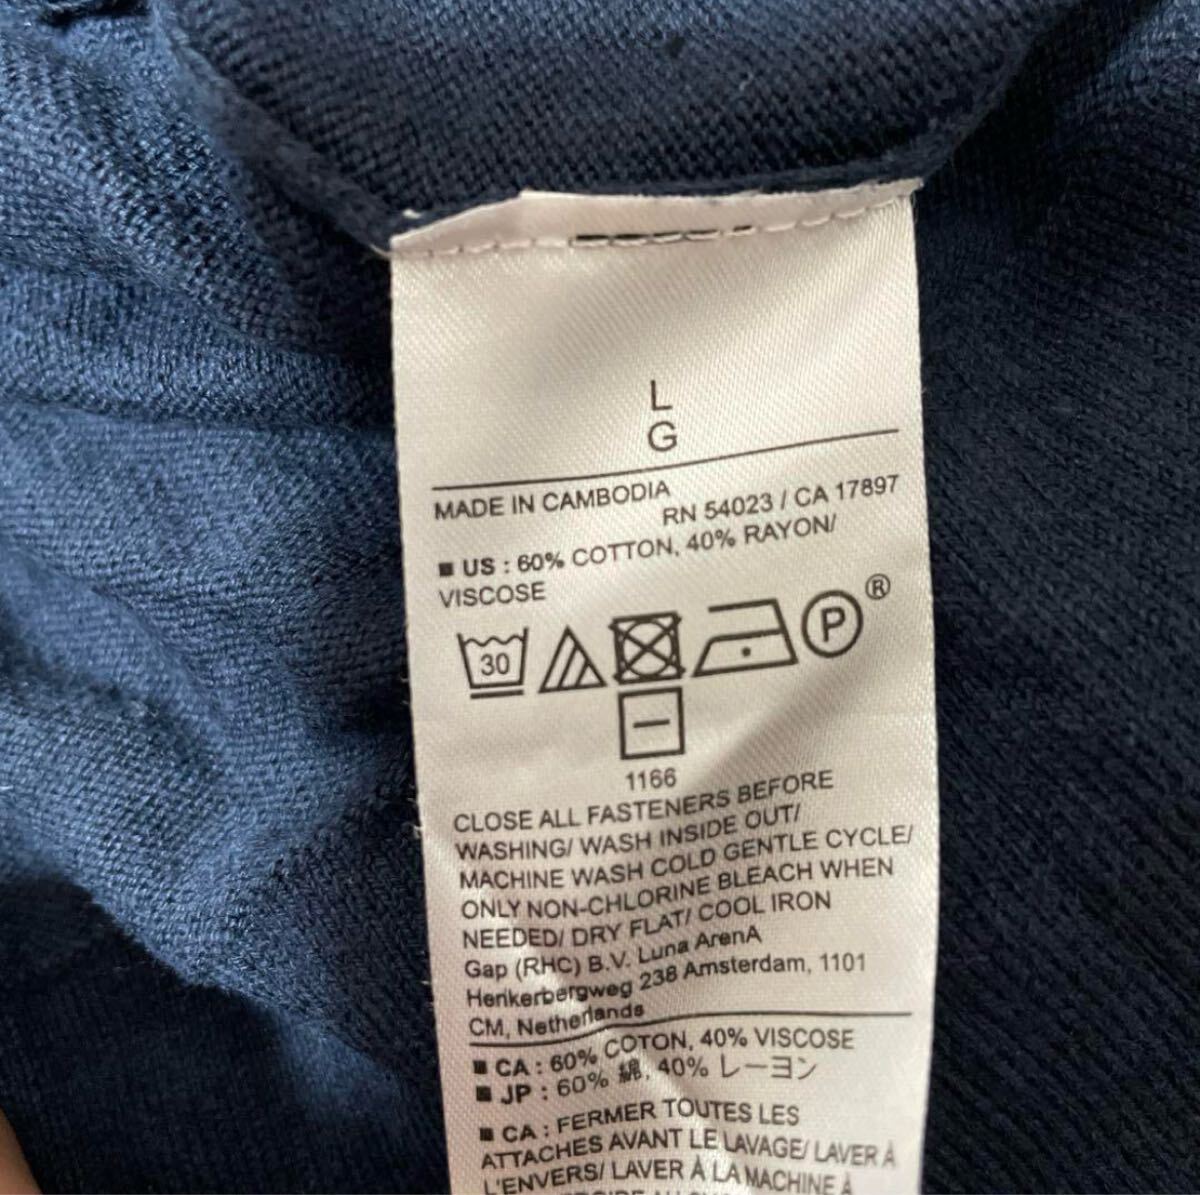 L
G
MADE IN CAMBODIA
RN 54023 / CA 17897
■ US : 60% COTTON, 40% RAYON/
VISCOSE
30
P ®
1166
CLOSE ALL FASTENERS BEFORE
WASHING/ WASH INSIDE OUT/
MACHINE WASH COLD GENTLE CYCLE/
ONLY NON-CHLORINE BLEACH WHEN
NEEDED/ DRY FLAT/ COOL IRON
Gap (RHC) B.V. Luna ArenA
Herikerbergweg 238 Amsterdam, 1101
CM, Netherlands
■ CA : 60% COTON, 40% VISCOSE
■ JP : 60% 綿, 40% レーヨン
■ CA : FERMER TOUTES LES
ATTACHES AVANT LE LAVAGE/ LAVER À
L'ENVERS/ LAVER À LA MACHINE À